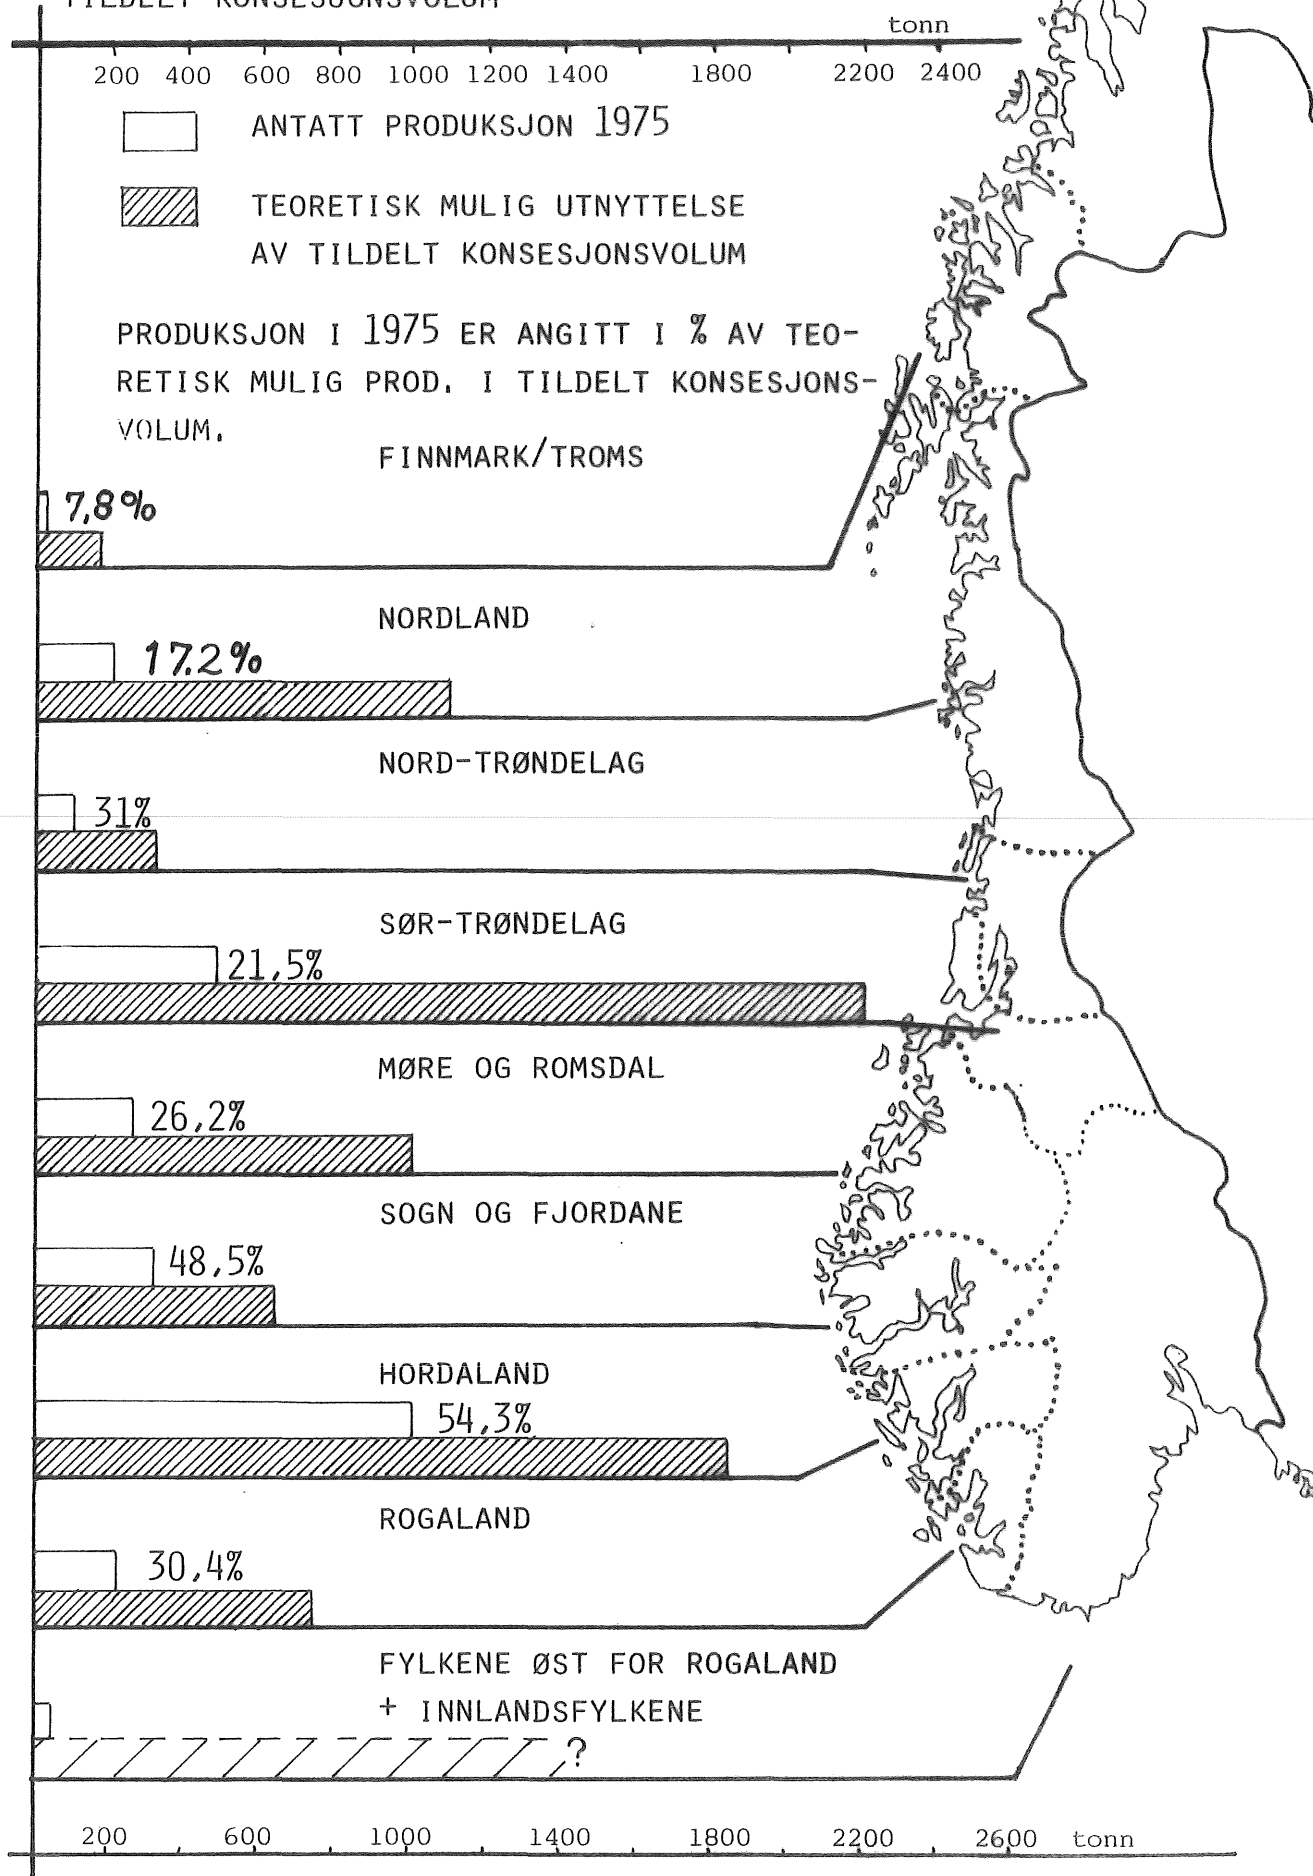 TILDELT KONSESJONSVOLUM
tonn
200 400 600 800 1000 1200 1400 1800 2200 2400
ANTATT PRODUKSJON 1975
TEORETISK MULIG UTNYTTELSE
AV TILDELT KONSESJONSVOLUM
PRODUKSJON I 1975 ER ANGITT I % AV TEO-
RETISK MULIG PROD. I TILDELT KONSESJONS-
VOLUM.
FINNMARK/TROMS
7,8%
NORDLAND
17.2%
NORD-TRØNDELAG
31%
SØR-TRØNDELAG
21,5%
MØRE OG ROMSDAL
26,2%
SOGN OG FJORDANE
48,5%
HORDALAND
54,3%
ROGALAND
30,4%
FYLKENE ØST FOR ROGALAND
+ INNLANDSFYLKENE
?
200 600 1000 1400 1800 2200 2600 tonn